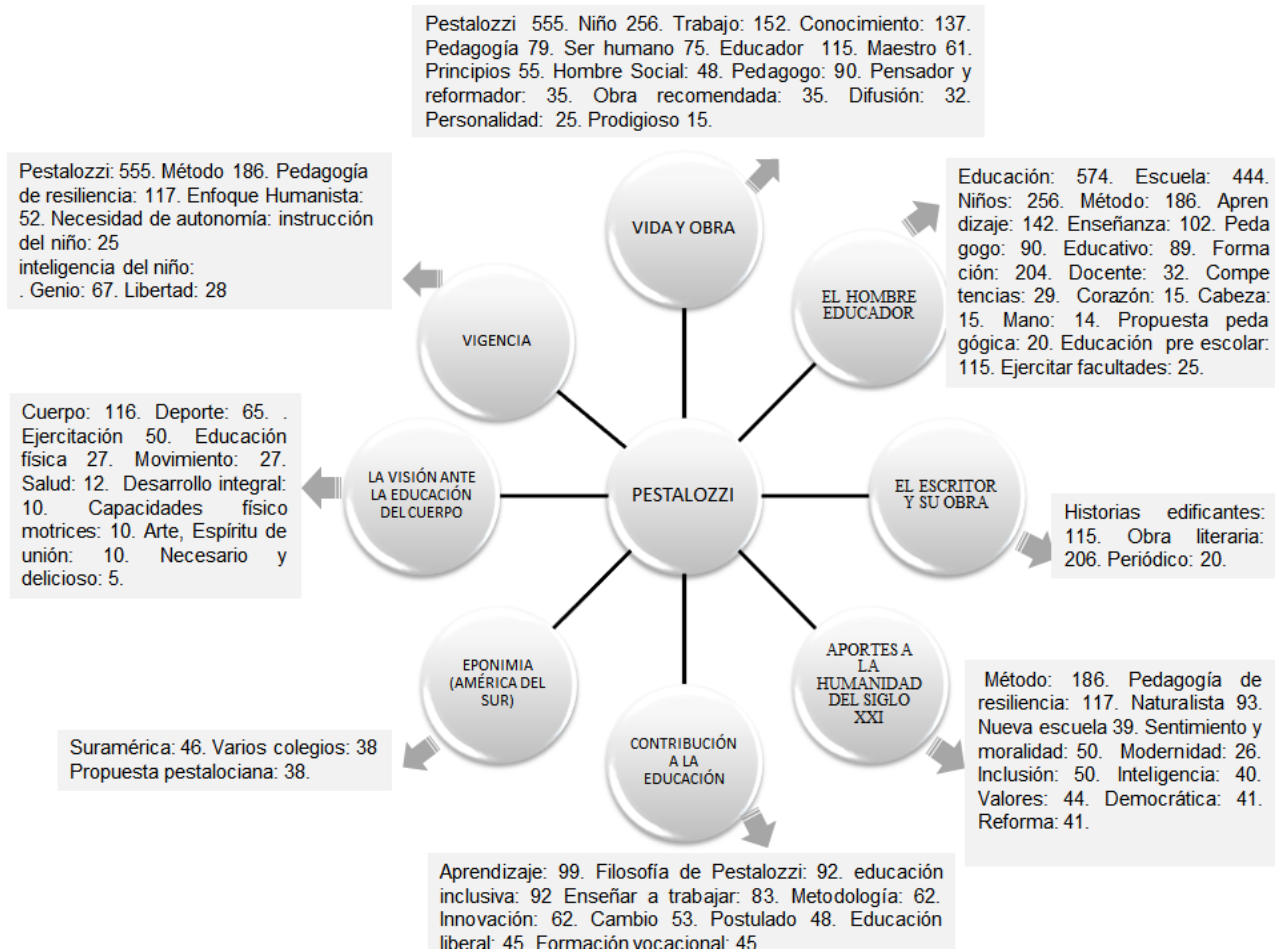 Pestalozzi 555. Niño 256. Trabajo: 152. Conocimiento: 137.
Pedagogía 79. Ser humano 75. Educador 115. Maestro 61.
Principios 55. Hombre Social: 48. Pedagogo: 90. Pensador y
reformador: 35. Obra recomendada: 35. Difusión: 32.
Personalidad: 25. Prodigioso 15.
Pestalozzi: 555. Método 186. Pedagogía
de resiliencia: 117. Enfoque Humanista:
52. Necesidad de autonomía: instrucción
del niño: 25
inteligencia del niño:
. Genio: 67. Libertad: 28
VIDA Y OBRA
Educación: 574. Escuela: 444.
Niños: 256. Método: 186. Apren
dizaje: 142. Enseñanza: 102. Peda
gogo: 90. Educativo: 89. Forma
ción: 204. Docente: 32. Compe
tencias: 29. Corazón: 15. Cabeza:
15. Mano: 14. Propuesta peda
gógica: 20. Educación pre escolar:
115. Ejercitar facultades: 25.
EL HOMBRE
EDUCADOR
VIGENCIA
Cuerpo: 116. Deporte: 65. .
Ejercitación 50. Educación
física 27. Movimiento: 27.
Salud: 12. Desarrollo integral:
10. Capacidades físico
motrices: 10. Arte, Espíritu de
unión: 10. Necesario y
delicioso: 5.
LA VISIÓN ANTE
LA EDUCACIÓN
DEL CUERPO
PESTALOZZI
EL ESCRITOR
Y SU OBRA
Historias edificantes:
115. Obra literaria:
206. Periódico: 20.
EPONIMIA
(AMÉRICA DEL
SUR)
APORTES A
LA
HUMANIDAD
DEL SIGLO
XXI
Método: 186. Pedagogía de
resiliencia: 117. Naturalista 93.
Nueva escuela 39. Sentimiento y
moralidad: 50. Modernidad: 26.
Inclusión: 50. Inteligencia: 40.
Valores: 44. Democrática: 41.
Reforma: 41.
Suramérica: 46. Varios colegios: 38
Propuesta pestalociana: 38.
CONTRIBUCIÓN
A LA
EDUCACIÓN
Aprendizaje: 99. Filosofía de Pestalozzi: 92. educación
inclusiva: 92 Enseñar a trabajar: 83. Metodología: 62.
Innovación: 62. Cambio 53. Postulado 48. Educación
liberal: 45. Formación vocacional: 45